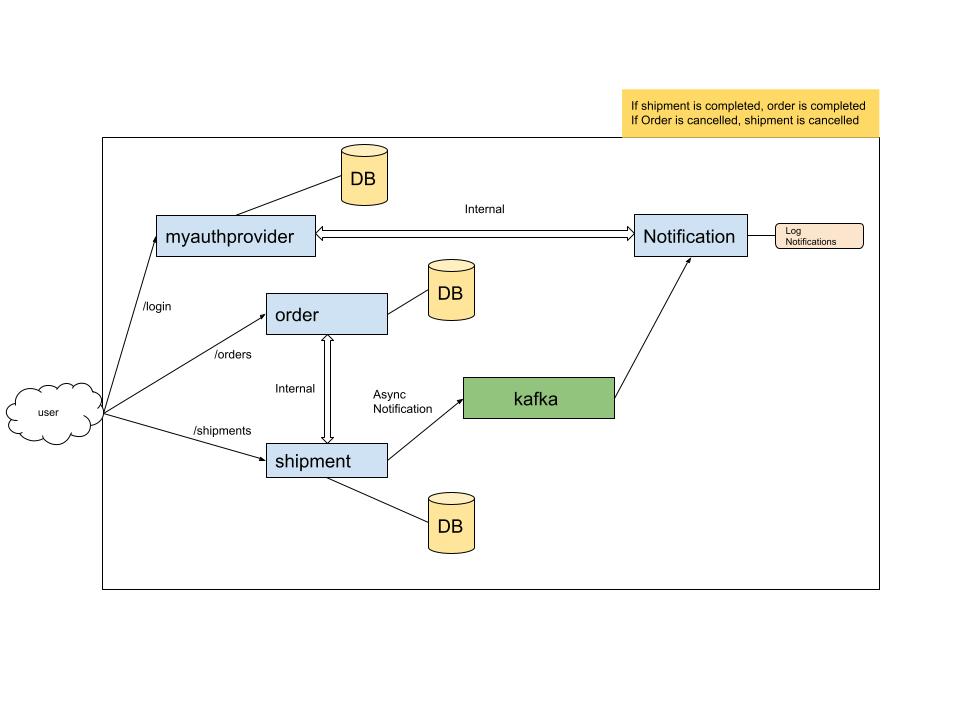 If shipment is completed, order is completed
If Order is cancelled, shipment is cancelled
DB
Internal
myauthprovider
Notification
Log
Notifications
DB
/login
order
/orders
Internal
Async
Notification
kafka
user
/shipments
shipment
DB